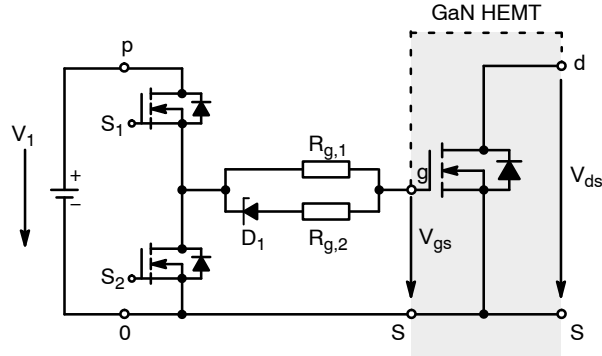 GaN HEMT
p
d
S1
V1
+
−
Rg,1
g
D1
Rg,2
Vgs
Vds
S2
0
S
S